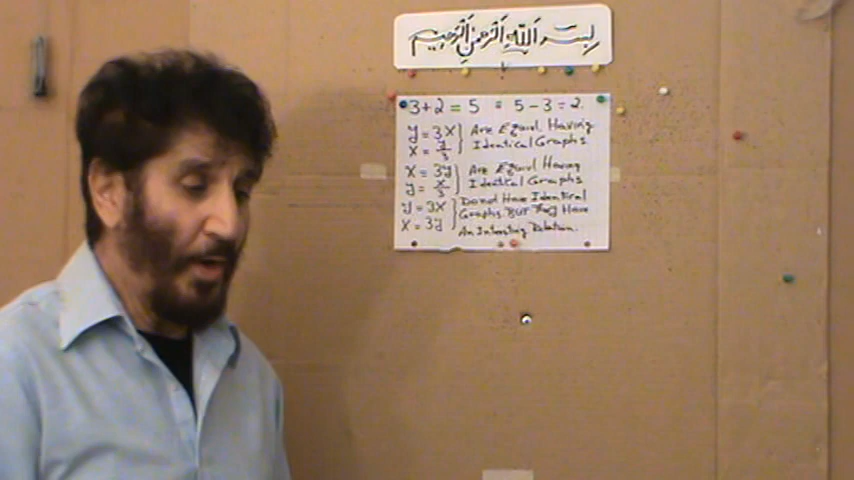 بسم الله الرحمن الرحيم
3+2 = 5 = 5-3 = 2.
y = 3x } Are Equal Having
x = y/3 } Identical Graphs
x = 3y } Are Equal Having
y = x/3 } Identical Graphs
y = 3x } Do not Have Identical
Graphs But They Have
x = 3y } An Interesting Relation.